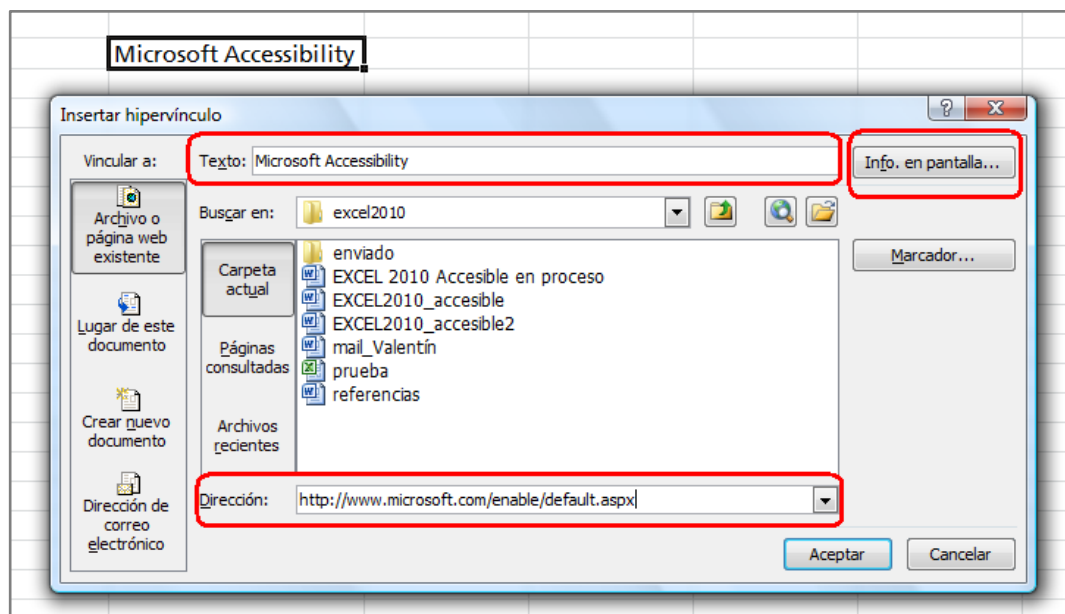 Microsoft Accessibility
Insertar hipervínculo
Vincular a:
Texto: Microsoft Accessibility
Info. en pantalla...
Archivo o
página web
existente
Lugar de este
documento
Crear nuevo
documento
Dirección de
correo
electrónico
Buscar en: excel2010
Carpeta
actual
Páginas
consultadas
Archivos
recientes
enviado
EXCEL 2010 Accesible en proceso
EXCEL2010_accesible
EXCEL2010_accesible2
mail_Valentín
prueba
referencias
Marcador...
Dirección: http://www.microsoft.com/enable/default.aspx
Aceptar
Cancelar